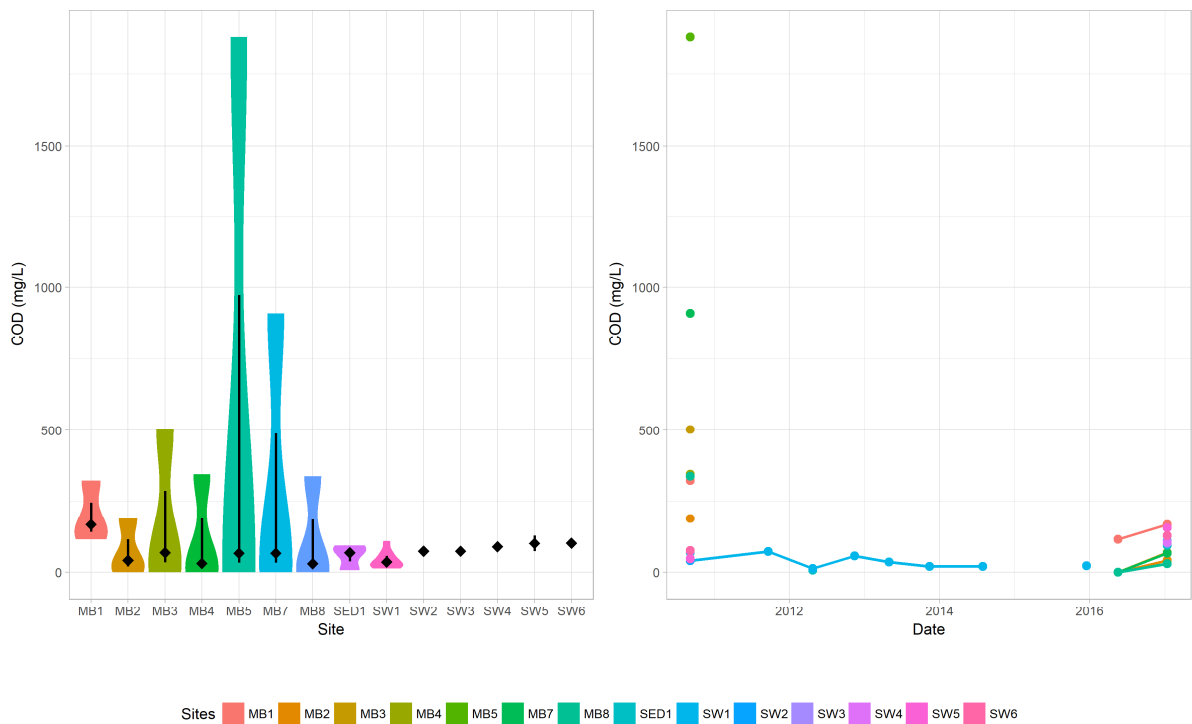 COD (mg/L)
1500
1000
500
0
MB1 MB2 MB3 MB4 MB5 MB7 MB8 SED1 SW1 SW2 SW3 SW4 SW5 SW6
Site
COD (mg/L)
1500
1000
500
0
2012 2014 2016
Date
Sites MB1 MB2 MB3 MB4 MB5 MB7 MB8 SED1 SW1 SW2 SW3 SW4 SW5 SW6